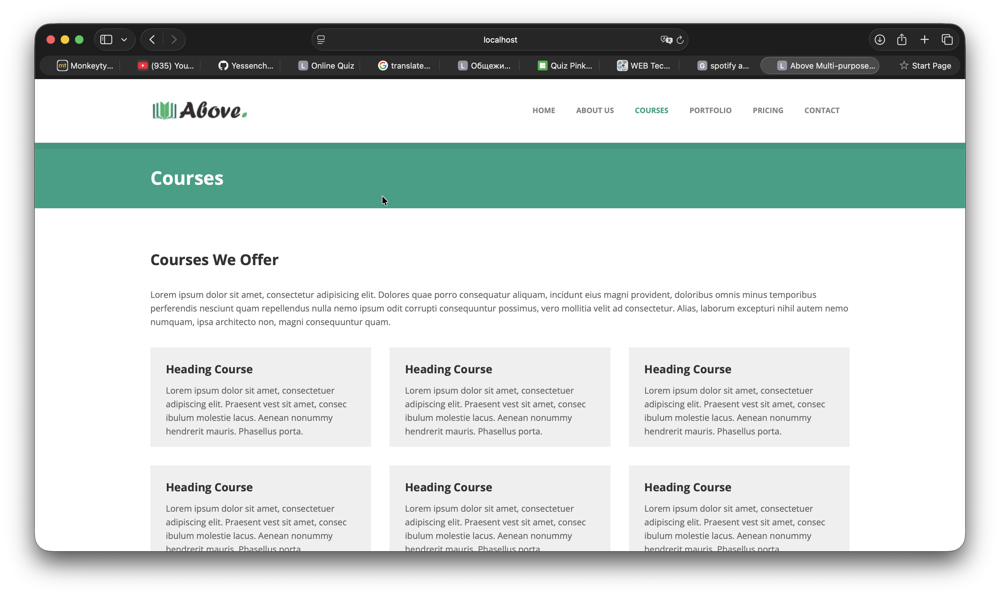 localhost
mt Monkeyty...
(935) You...
Yessench...
L Online Quiz
G translate...
L Общежи...
Quiz Pink...
WEB Tec...
G spotify a...
L Above Multi-purpose...
Start Page
Above.
HOME
ABOUT US
COURSES
PORTFOLIO
PRICING
CONTACT
Courses
Courses We Offer
Lorem ipsum dolor sit amet, consectetur adipisicing elit. Dolores quae porro consequatur aliquam, incidunt eius magni provident, doloribus omnis minus temporibus
perferendis nesciunt quam repellendus nulla nemo ipsum odit corrupti consequuntur possimus, vero mollitia velit ad consectetur. Alias, laborum excepturi nihil autem nemo
numquam, ipsa architecto non, magni consequuntur quam.
Heading Course
Lorem ipsum dolor sit amet, consectetuer
adipiscing elit. Praesent vest sit amet, consec
ibulum molestie lacus. Aenean nonummy
hendrerit mauris. Phasellus porta.
Heading Course
Lorem ipsum dolor sit amet, consectetuer
adipiscing elit. Praesent vest sit amet, consec
ibulum molestie lacus. Aenean nonummy
hendrerit mauris. Phasellus porta.
Heading Course
Lorem ipsum dolor sit amet, consectetuer
adipiscing elit. Praesent vest sit amet, consec
ibulum molestie lacus. Aenean nonummy
hendrerit mauris. Phasellus porta.
Heading Course
Lorem ipsum dolor sit amet, consectetuer
adipiscing elit. Praesent vest sit amet, consec
ibulum molestie lacus. Aenean nonummy
hendrerit mauris. Phasellus porta
Heading Course
Lorem ipsum dolor sit amet, consectetuer
adipiscing elit. Praesent vest sit amet, consec
ibulum molestie lacus. Aenean nonummy
hendrerit mauris. Phasellus porta
Heading Course
Lorem ipsum dolor sit amet, consectetuer
adipiscing elit. Praesent vest sit amet, consec
ibulum molestie lacus. Aenean nonummy
hendrerit mauris. Phasellus porta